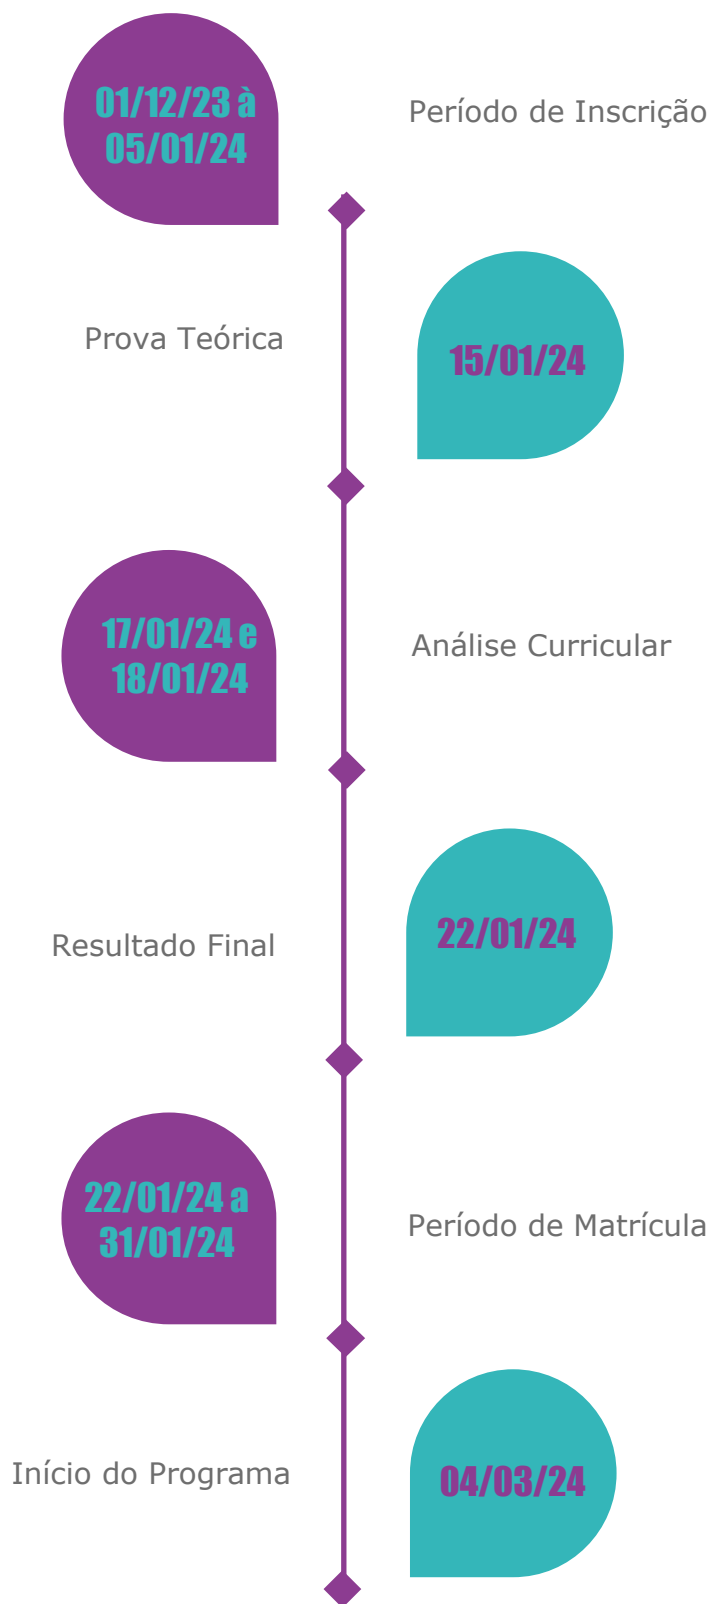 01/12/23 à
05/01/24
Período de Inscrição
Prova Teórica
15/01/24
17/01/24 e
18/01/24
Análise Curricular
Resultado Final
22/01/24
22/01/24 a
31/01/24
Período de Matrícula
Início do Programa
04/03/24